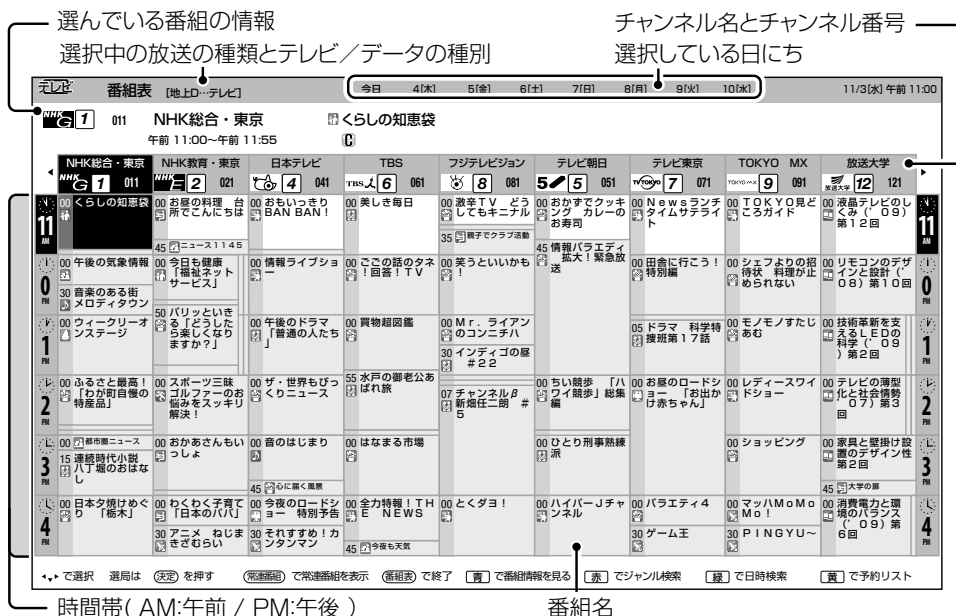 選んでいる番組の情報
選択中の放送の種類とテレビ／データの種別
チャンネル名とチャンネル番号
選択している日にち
テレビ 番組表 [地上D…テレビ] 今日 4[木] 5[金] 6[土] 7[日] 8[月] 9[火] 10[水] 11/3[水] 午前 11:00
NHK G 1 011 NHK総合・東京 くらしの知恵袋
午前 11:00～午前 11:55
NHK総合・東京 NHK教育・東京 日本テレビ TBS フジテレビジョン テレビ朝日 テレビ東京 TOKYO MX 放送大学
NHK G 1 011 NHK E 2 021 4 041 TBS 6 061 8 081 5 5 051 TV TOKYO 7 071 TOKYO MX 9 091 放送大学 12 121
11 AM
00 くらしの知恵袋
00 お昼の料理 台所でこんにちは
45 ニュース1145
00 おもいっきりBAN BAN！
00 美しき毎日
00 激辛TV どうしてもキニナル
35 親子でクラブ活動
00 おかずでクッキング カレーのお寿司
45 情報バラエディ 拡大！緊急放送
00 Newsランチタイムサテライト
00 TOKYO見どころガイド
00 液晶テレビのしくみ（'09）第12回
0 PM
00 午後の気象情報
30 音楽のある街メロディタウン
00 今日も健康「福祉ネットサービス」
50 パリッといきる「どうしたら楽しくなりますか？」
00 情報ライブショー
00 ごごの話のタネ！回答！TV
00 笑うといいかも！
00 田舎に行こう！特別編
00 シェフよりの招待状 料理が止められない
00 リモコンのデザインと設計（'08）第10回
1 PM
00 ウィークリーオンステージ
00 午後のドラマ「普通の人たち」
00 買物超図鑑
55 水戸の御老公あばれ旅
00 Mr．ライアンのコンニチハ
30 インディゴの昼 ＃22
05 ドラマ 科学特捜班第17話
00 モノモノすたじあむ
00 技術革新を支えるLEDの科学（'09）第2回
2 PM
00 ふるさと最高！「わが町自慢の特産品」
00 スポーツ三昧 ゴルファーのお悩みをスッキリ解決！
00 ザ・世界もびっくりニュース
07 チャンネルβ 新畑任二朗 ＃5
00 ちい競歩「ハワイ競歩」総集編
00 お昼のロードショー 「お出かけ赤ちゃん」
00 レディースワイドショー
00 テレビの薄型化と社会情勢（'07）第3回
3 PM
00 都市圏ニュース
15 連続時代小説 八丁堀のおはなし
00 おかあさんもいっしょ
00 音のはじまり
45 心に届く風景
00 はなまる市場
00 ひとり刑事熟練派
00 ショッピング
00 家具と壁掛け設置のデザイン性 第2回
45 大学の扉
4 PM
00 日本夕焼けめぐり 「栃木」
00 わくわく子育て「日本のパパ」
30 アニメ ねじまきざむらい
00 今夜のロードショー 特別予告
30 それすすめ！カンタンマン
00 全力特報！THE NEWS
45 今夜も天気
00 とくダヨ！
00 ハイパーJチャンネル
00 バラエティ4
30 ゲーム王
00 マッハMoMoMo！
30 PINGYU～
00 消費電力と環境のバランス（'09）第6回
で選択 選局は 決定 を押す 常連番組 で常連番組を表示 番組表 で終了 青 で番組情報を見る 赤 でジャンル検索 緑 で日時検索 黄 で予約リスト
時間帯( AM:午前 / PM:午後 )
番組名